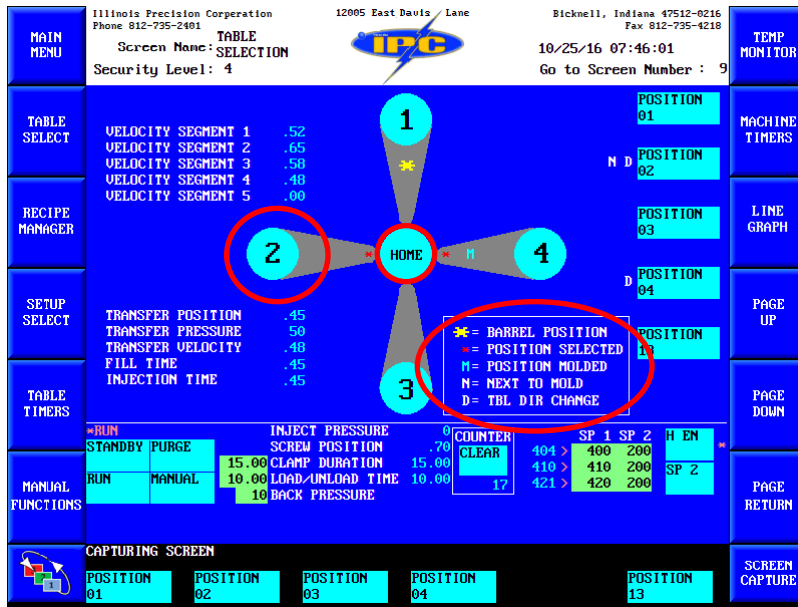 Illinois Precision Corperation
12005 East Davis Lane
Bicknell, Indiana 47512-0216
Phone 812-735-2401
Fax 812-735-4218
Screen Name: TABLE SELECTION
IPC
10/25/16 07:46:01
Security Level: 4
Go to Screen Number : 9
MAIN MENU
TABLE SELECT
RECIPE MANAGER
SETUP SELECT
TABLE TIMERS
MANUAL FUNCTIONS
TEMP MONITOR
MACHINE TIMERS
LINE GRAPH
PAGE UP
PAGE DOWN
PAGE RETURN
SCREEN CAPTURE
VELOCITY SEGMENT 1 .52
VELOCITY SEGMENT 2 .65
VELOCITY SEGMENT 3 .58
VELOCITY SEGMENT 4 .48
VELOCITY SEGMENT 5 .00
1
2
* HOME * M
4
3
POSITION 01
N D POSITION 02
POSITION 03
D POSITION 04
POSITION 13
TRANSFER POSITION .45
TRANSFER PRESSURE 50
TRANSFER VELOCITY .48
FILL TIME .45
INJECTION TIME .45
= BARREL POSITION
* = POSITION SELECTED
M = POSITION MOLDED
N = NEXT TO MOLD
D = TBL DIR CHANGE
*RUN
STANDBY PURGE
RUN MANUAL
INJECT PRESSURE 0
SCREW POSITION .70
15.00 CLAMP DURATION 15.00
10.00 LOAD/UNLOAD TIME 10.00
10 BACK PRESSURE
COUNTER
CLEAR
17
SP 1 SP 2
404 > 400 200
410 > 410 200
421 > 420 200
H EN *
SP 2
CAPTURING SCREEN
POSITION 01
POSITION 02
POSITION 03
POSITION 04
POSITION 13